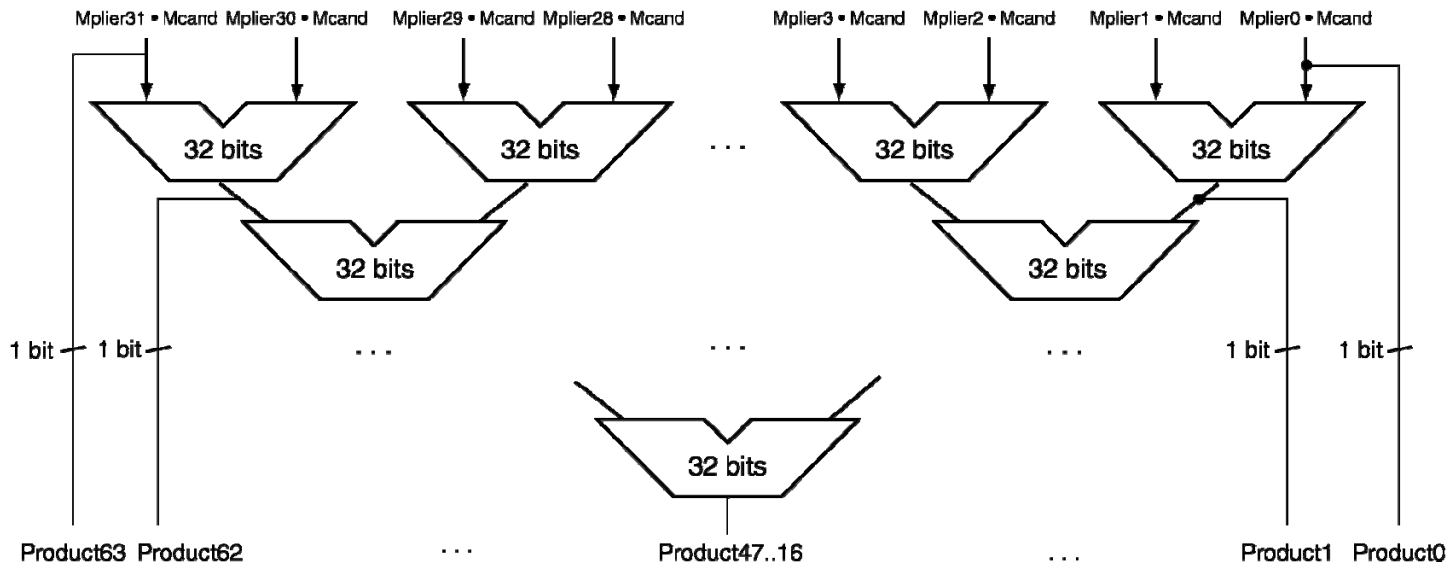 Mplier31 • Mcand Mplier30 • Mcand Mplier29 • Mcand Mplier28 • Mcand Mplier3 • Mcand Mplier2 • Mcand Mplier1 • Mcand Mplier0 • Mcand
32 bits 32 bits . . . 32 bits 32 bits
32 bits 32 bits
1 bit 1 bit . . . . . . . . . 1 bit 1 bit
32 bits
Product63 Product62 . . . Product47..16 . . . Product1 Product0